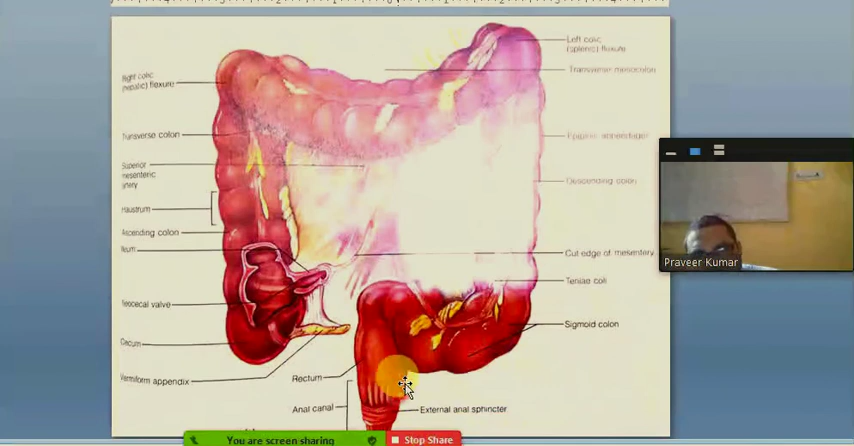 Left colic
(splenic) flexure
Right colic
(hepatic) flexure
Transverse mesocolon
Transverse colon
Epiploic appendages
Superior
mesenteric
artery
Descending colon
Haustrum
Ascending colon
Ileum
Cut edge of mesentery
Teniae coli
Ileocecal valve
Sigmoid colon
Cecum
Vermiform appendix
Rectum
Anal canal
External anal sphincter
Praveer Kumar
You are screen sharing
Stop Share